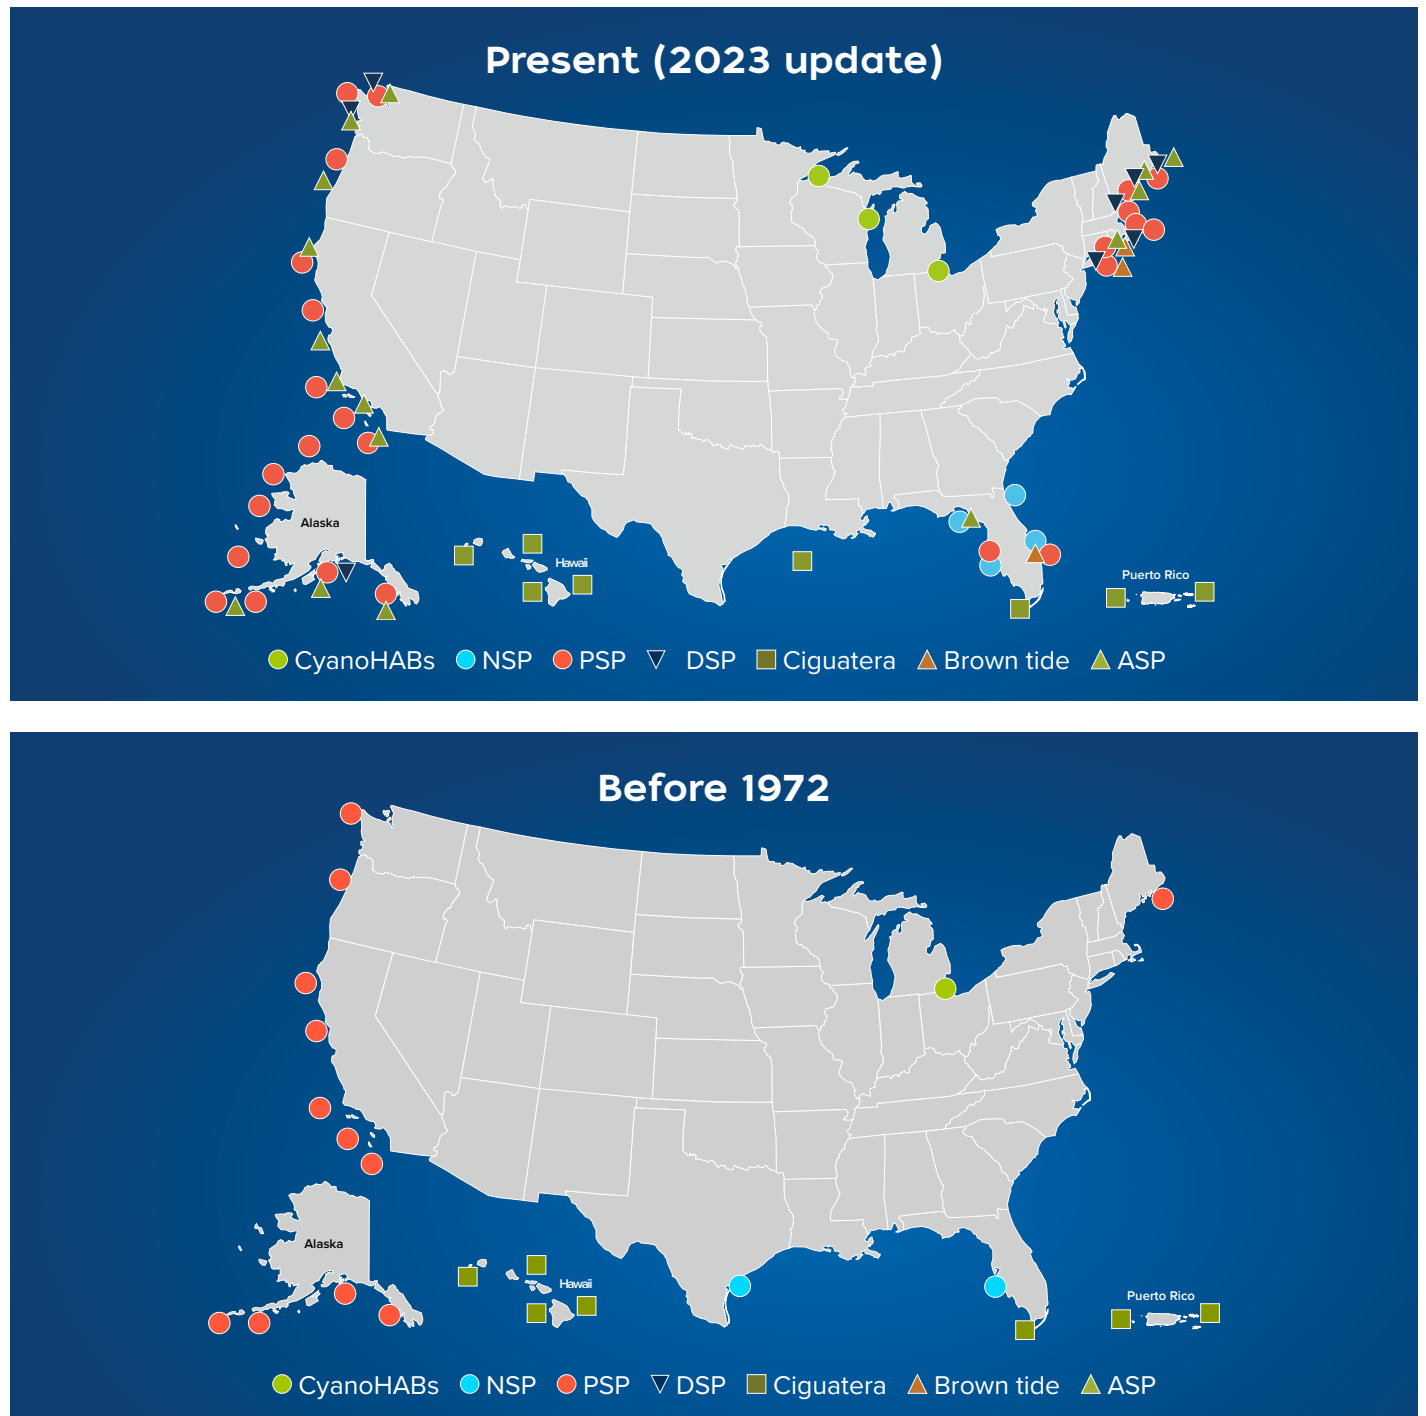 Present (2023 update)
Alaska
Hawaii
Puerto Rico
CyanoHABs NSP PSP DSP Ciguatera Brown tide ASP
Before 1972
Alaska
Hawaii
Puerto Rico
CyanoHABs NSP PSP DSP Ciguatera Brown tide ASP